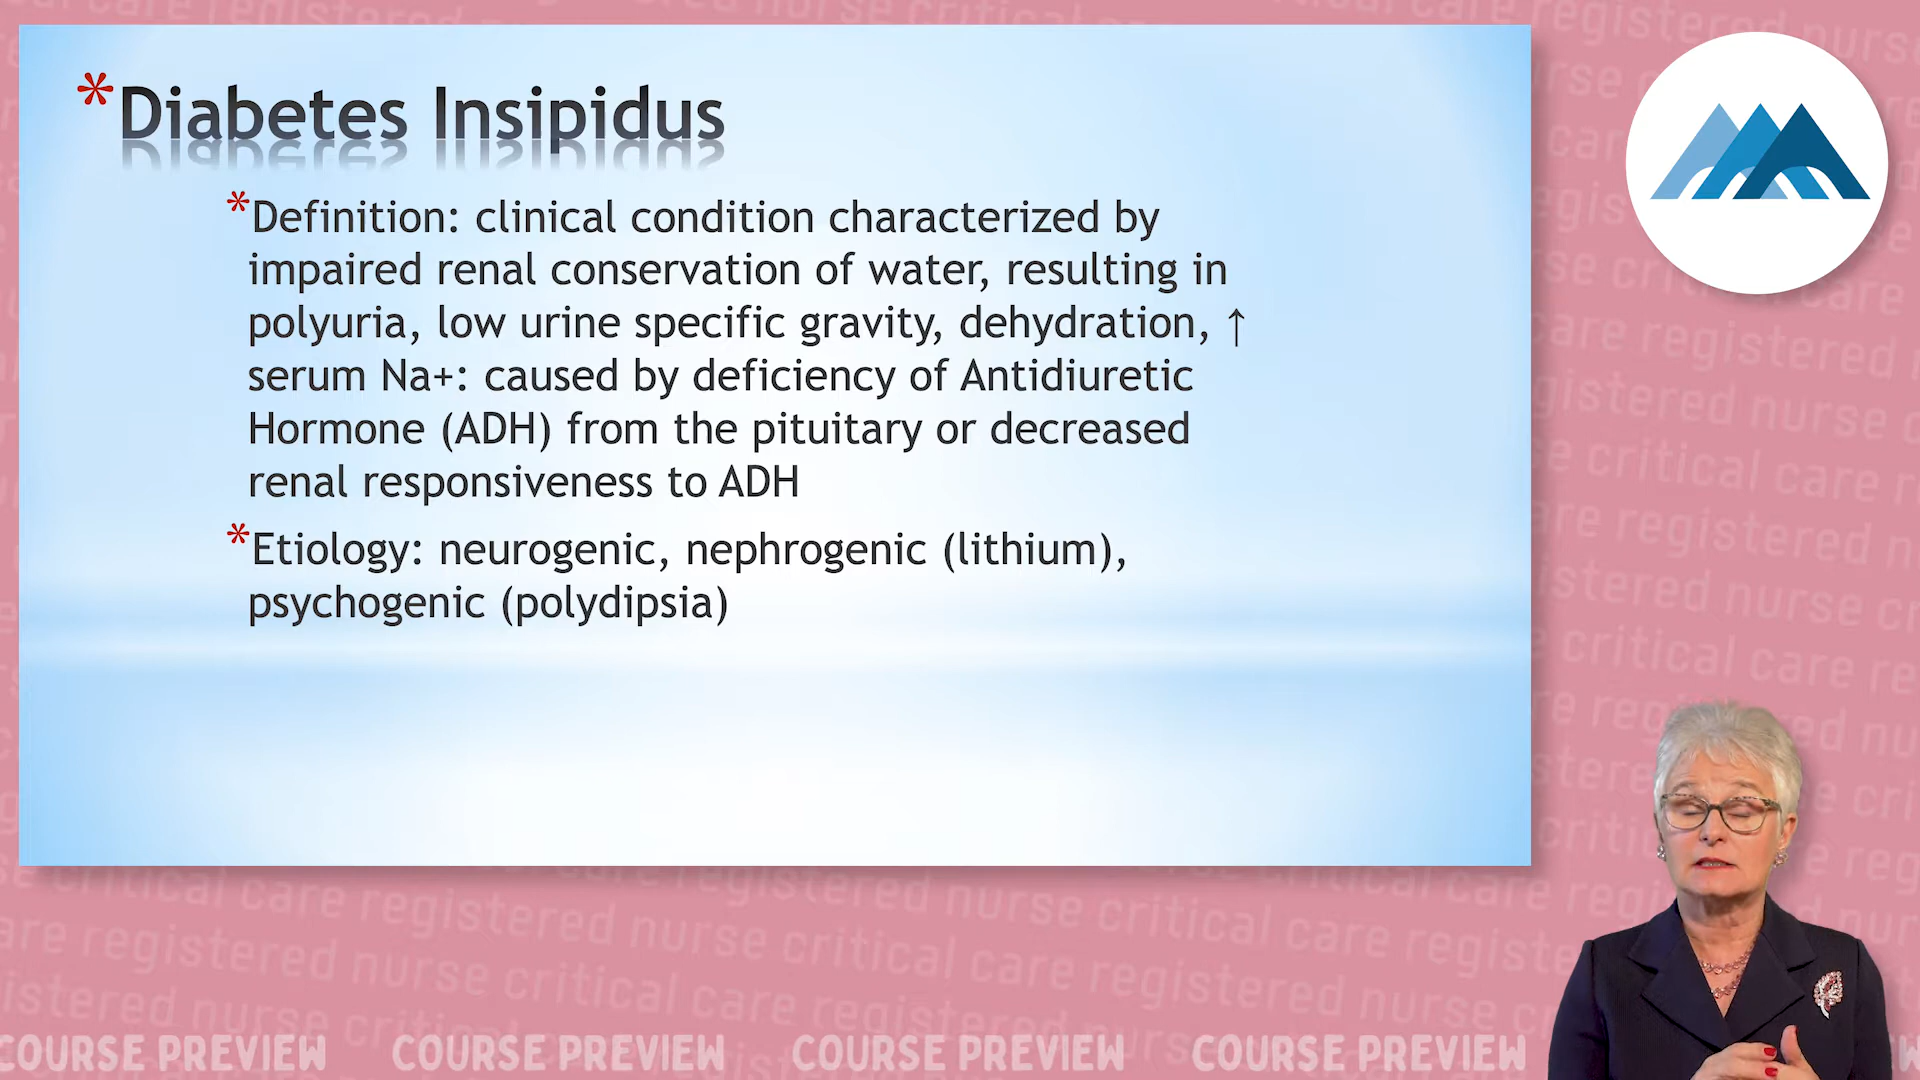 *Diabetes Insipidus
*Definition: clinical condition characterized by
impaired renal conservation of water, resulting in
polyuria, low urine specific gravity, dehydration, ↑
serum Na+: caused by deficiency of Antidiuretic
Hormone (ADH) from the pituitary or decreased
renal responsiveness to ADH
*Etiology: neurogenic, nephrogenic (lithium),
psychogenic (polydipsia)
COURSE PREVIEW COURSE PREVIEW COURSE PREVIEW COURSE PREVIEW